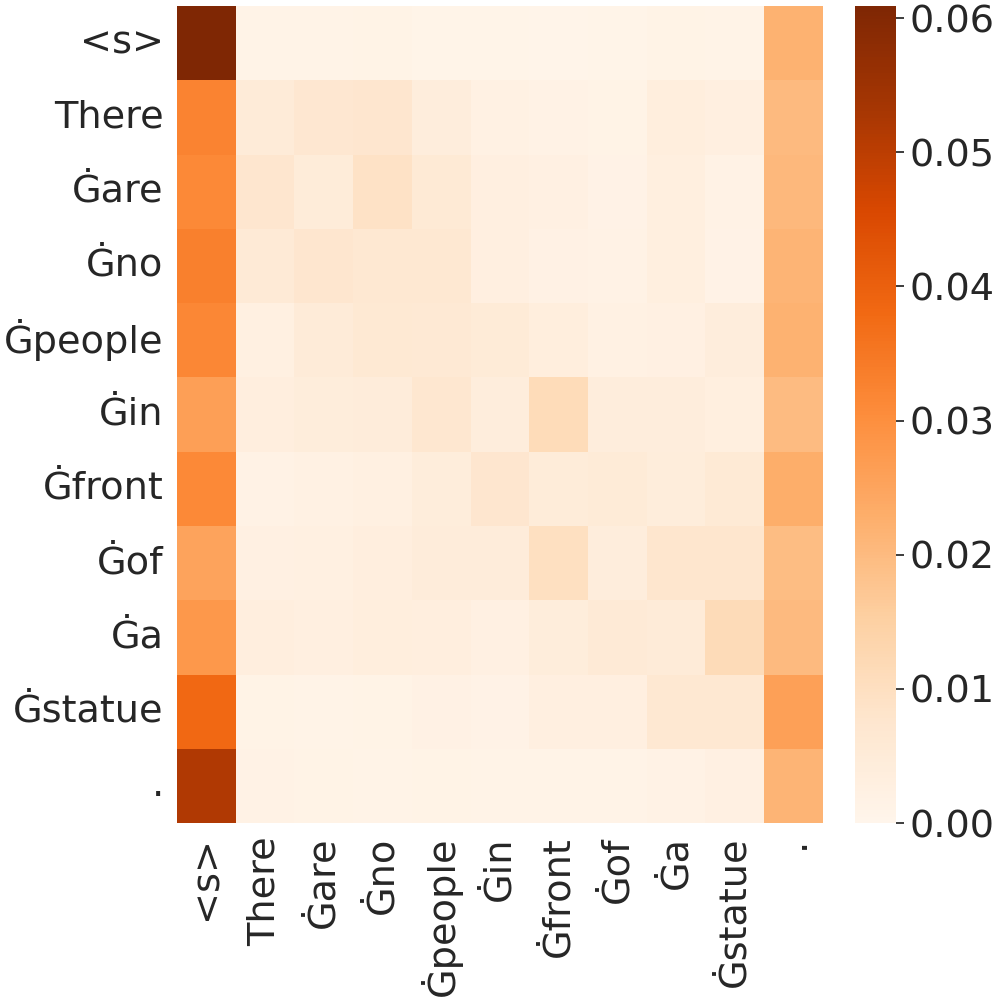 <s>
There
Ġare
Ġno
Ġpeople
Ġin
Ġfront
Ġof
Ġa
Ġstatue
.
<s>
There
Ġare
Ġno
Ġpeople
Ġin
Ġfront
Ġof
Ġa
Ġstatue
.
0.06
0.05
0.04
0.03
0.02
0.01
0.00